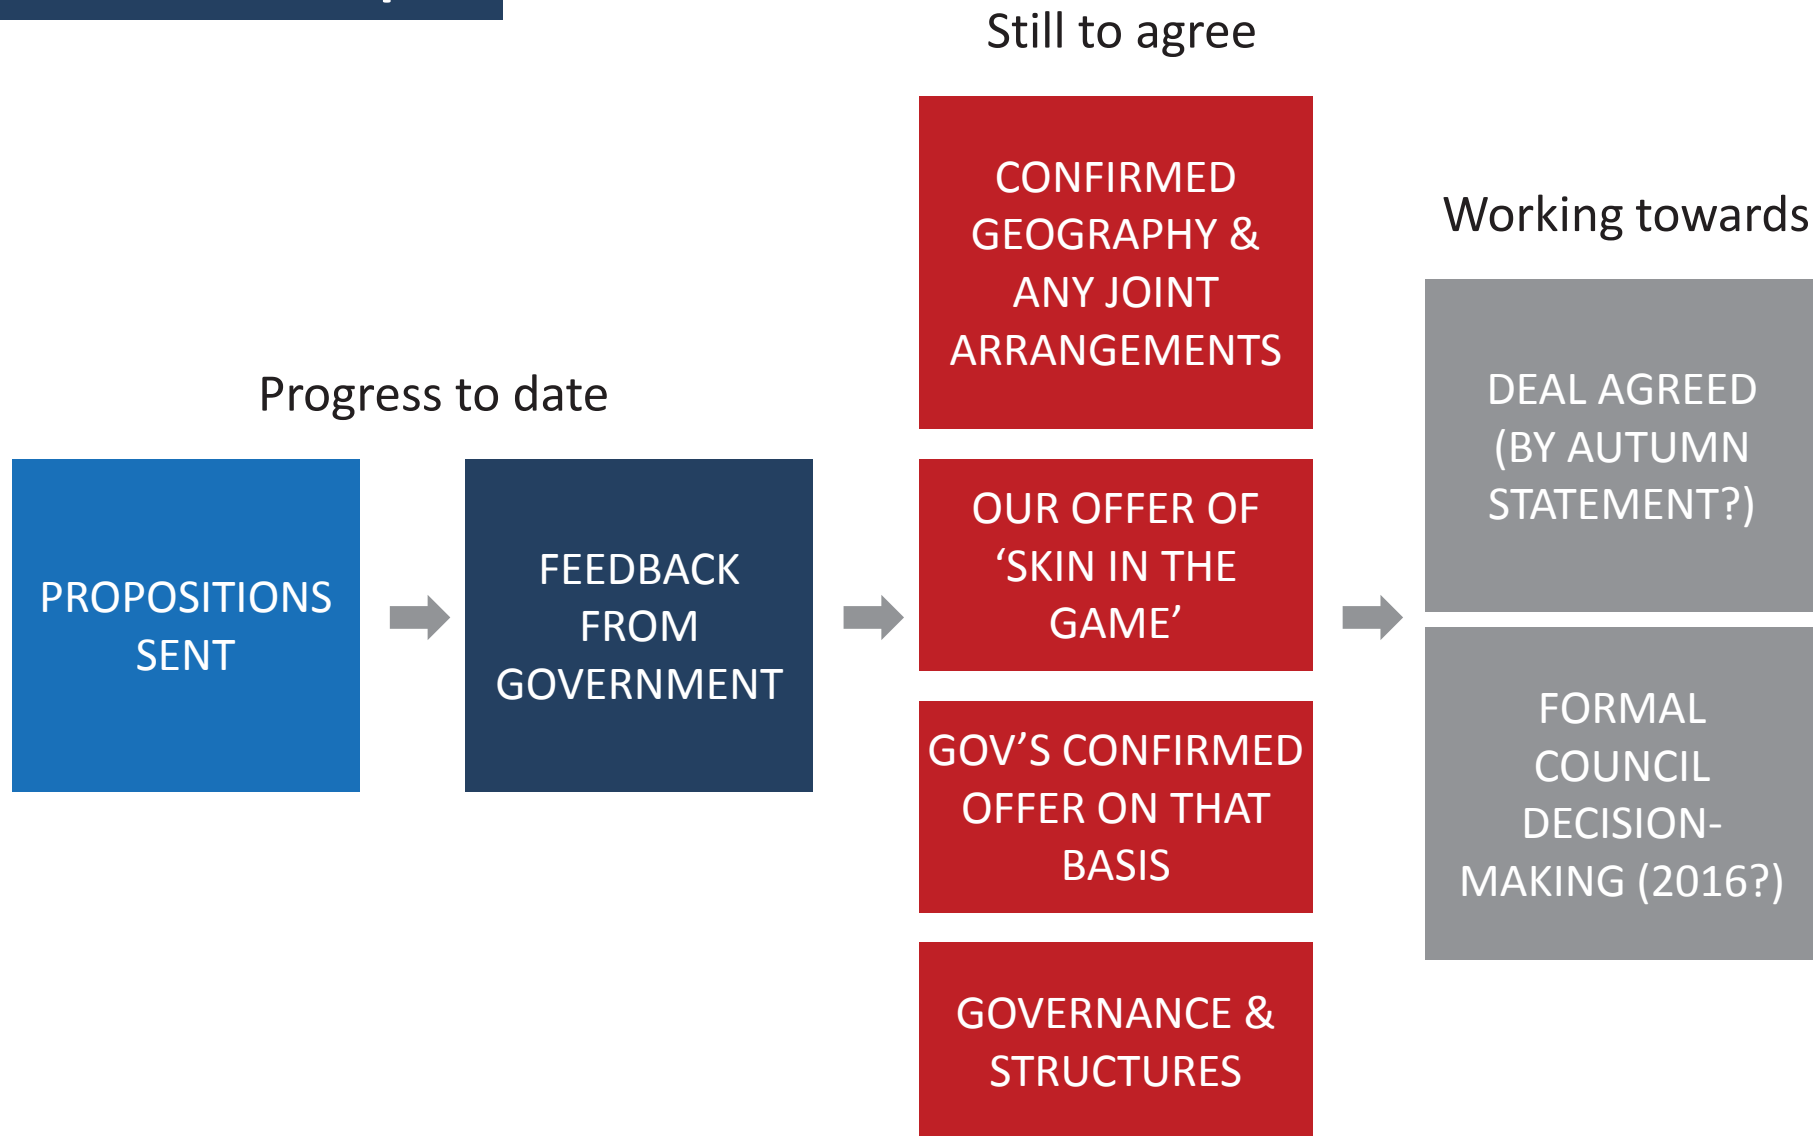 Progress to date
PROPOSITIONS
SENT
FEEDBACK
FROM
GOVERNMENT
Still to agree
CONFIRMED
GEOGRAPHY &
ANY JOINT
ARRANGEMENTS
OUR OFFER OF
‘SKIN IN THE
GAME’
GOV’S CONFIRMED
OFFER ON THAT
BASIS
GOVERNANCE &
STRUCTURES
Working towards
DEAL AGREED
(BY AUTUMN
STATEMENT?)
FORMAL
COUNCIL
DECISION-
MAKING (2016?)